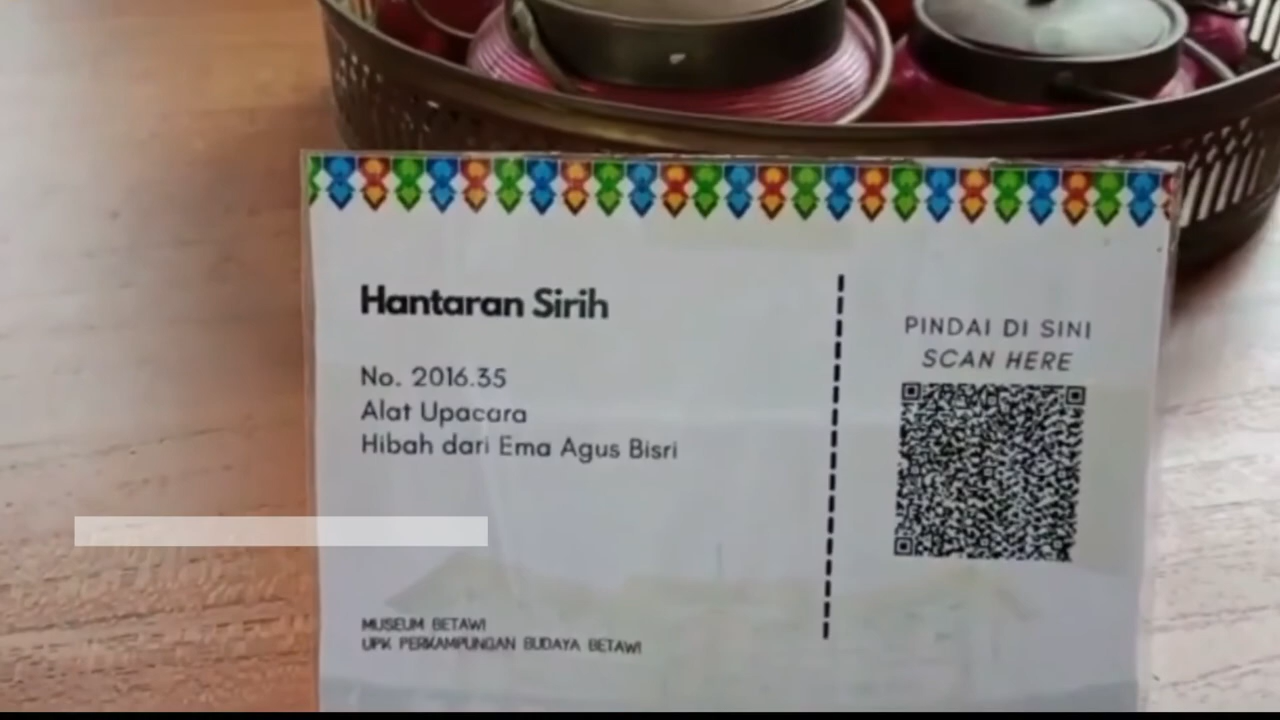 Hantaran Sirih
No. 2016.35
Alat Upacara
Hibah dari Ema Agus Bisri
MUSEUM BETAWI
UPK PERKAMPUNGAN BUDAYA BETAWI
PINDAI DI SINI
SCAN HERE